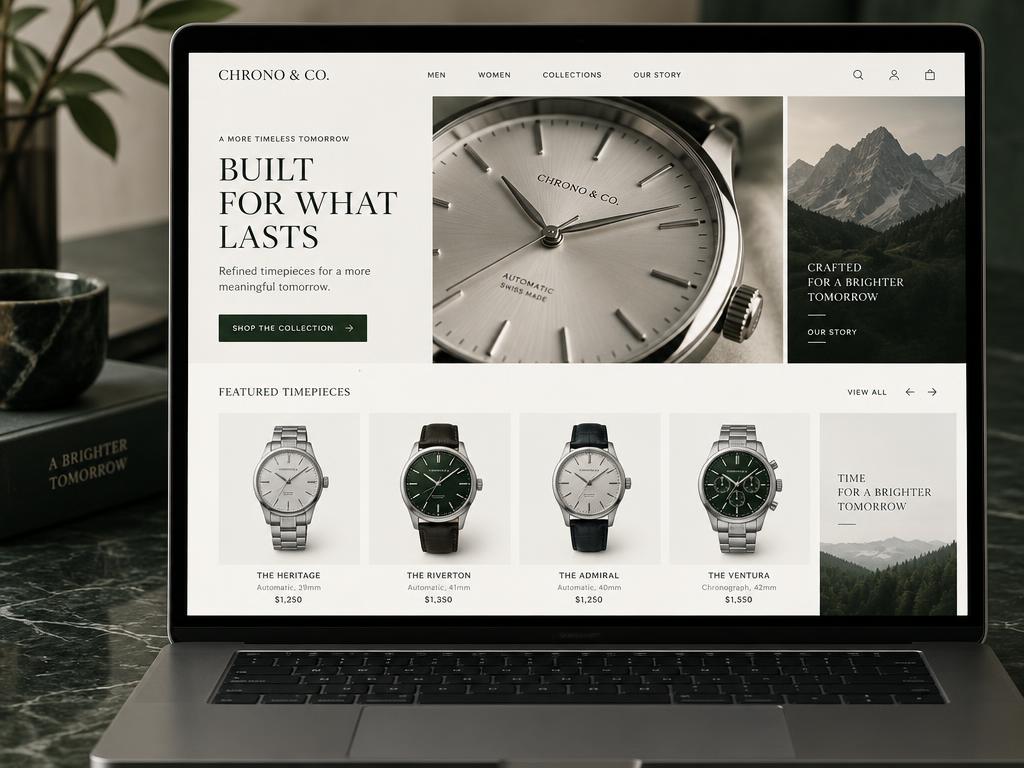 CHRONO & CO.
MEN
WOMEN
COLLECTIONS
OUR STORY
A MORE TIMELESS TOMORROW
BUILT
FOR WHAT
LASTS
Refined timepieces for a more
meaningful tomorrow.
SHOP THE COLLECTION
CHRONO & CO.
AUTOMATIC
SWISS MADE
CRAFTED
FOR A BRIGHTER
TOMORROW
OUR STORY
FEATURED TIMEPIECES
VIEW ALL
THE HERITAGE
Automatic, 39mm
$1,250
THE RIVERTON
Automatic, 41mm
$1,350
THE ADMIRAL
Automatic, 40mm
$1,250
THE VENTURA
Chronograph, 42mm
$1,550
TIME
FOR A BRIGHTER
TOMORROW
A BRIGHTER
TOMORROW